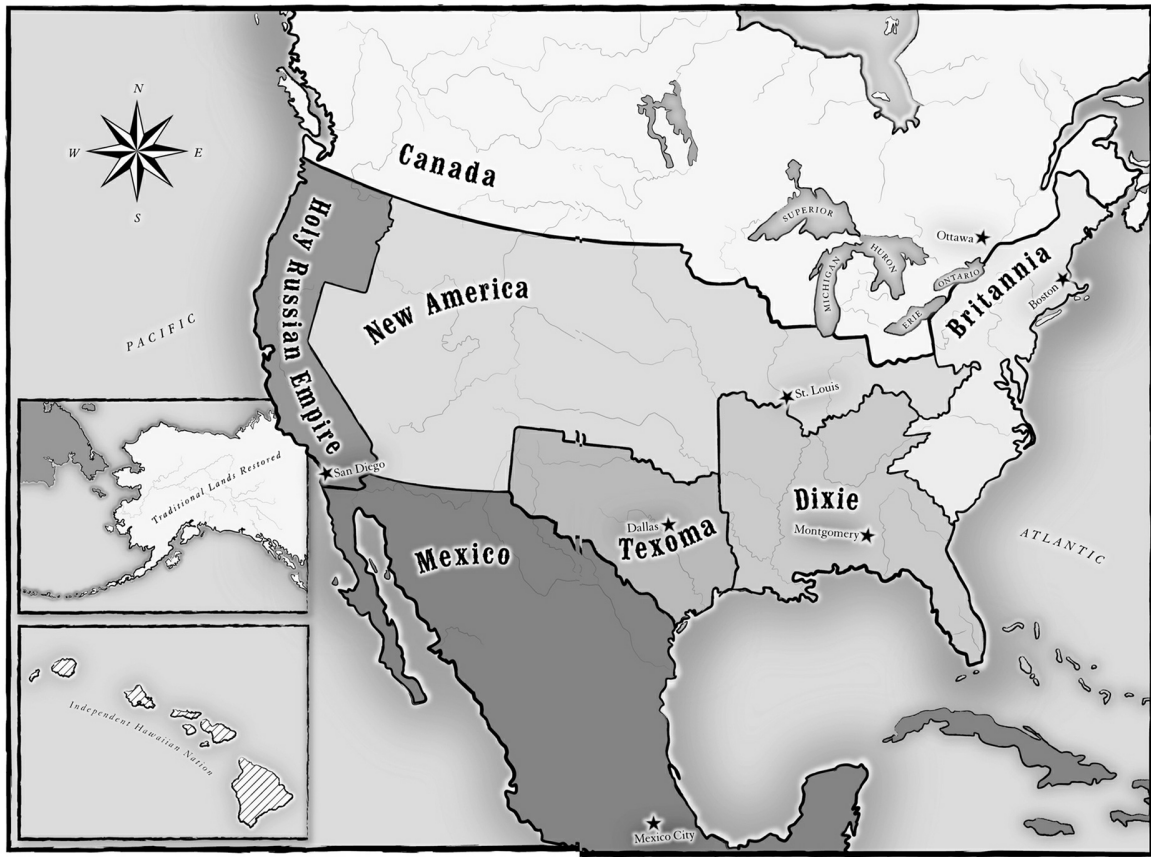 N
W
E
S
Canada
SUPERIOR
MICHIGAN
HURON
ONTARIO
ERIE
Ottawa
Britannia
Boston
Holy Russian Empire
New America
PACIFIC
St. Louis
San Diego
Traditional Lands Restored
Dixie
Montgomery
Dallas
Texoma
Mexico
ATLANTIC
Independent Hawaiian Nation
Mexico City